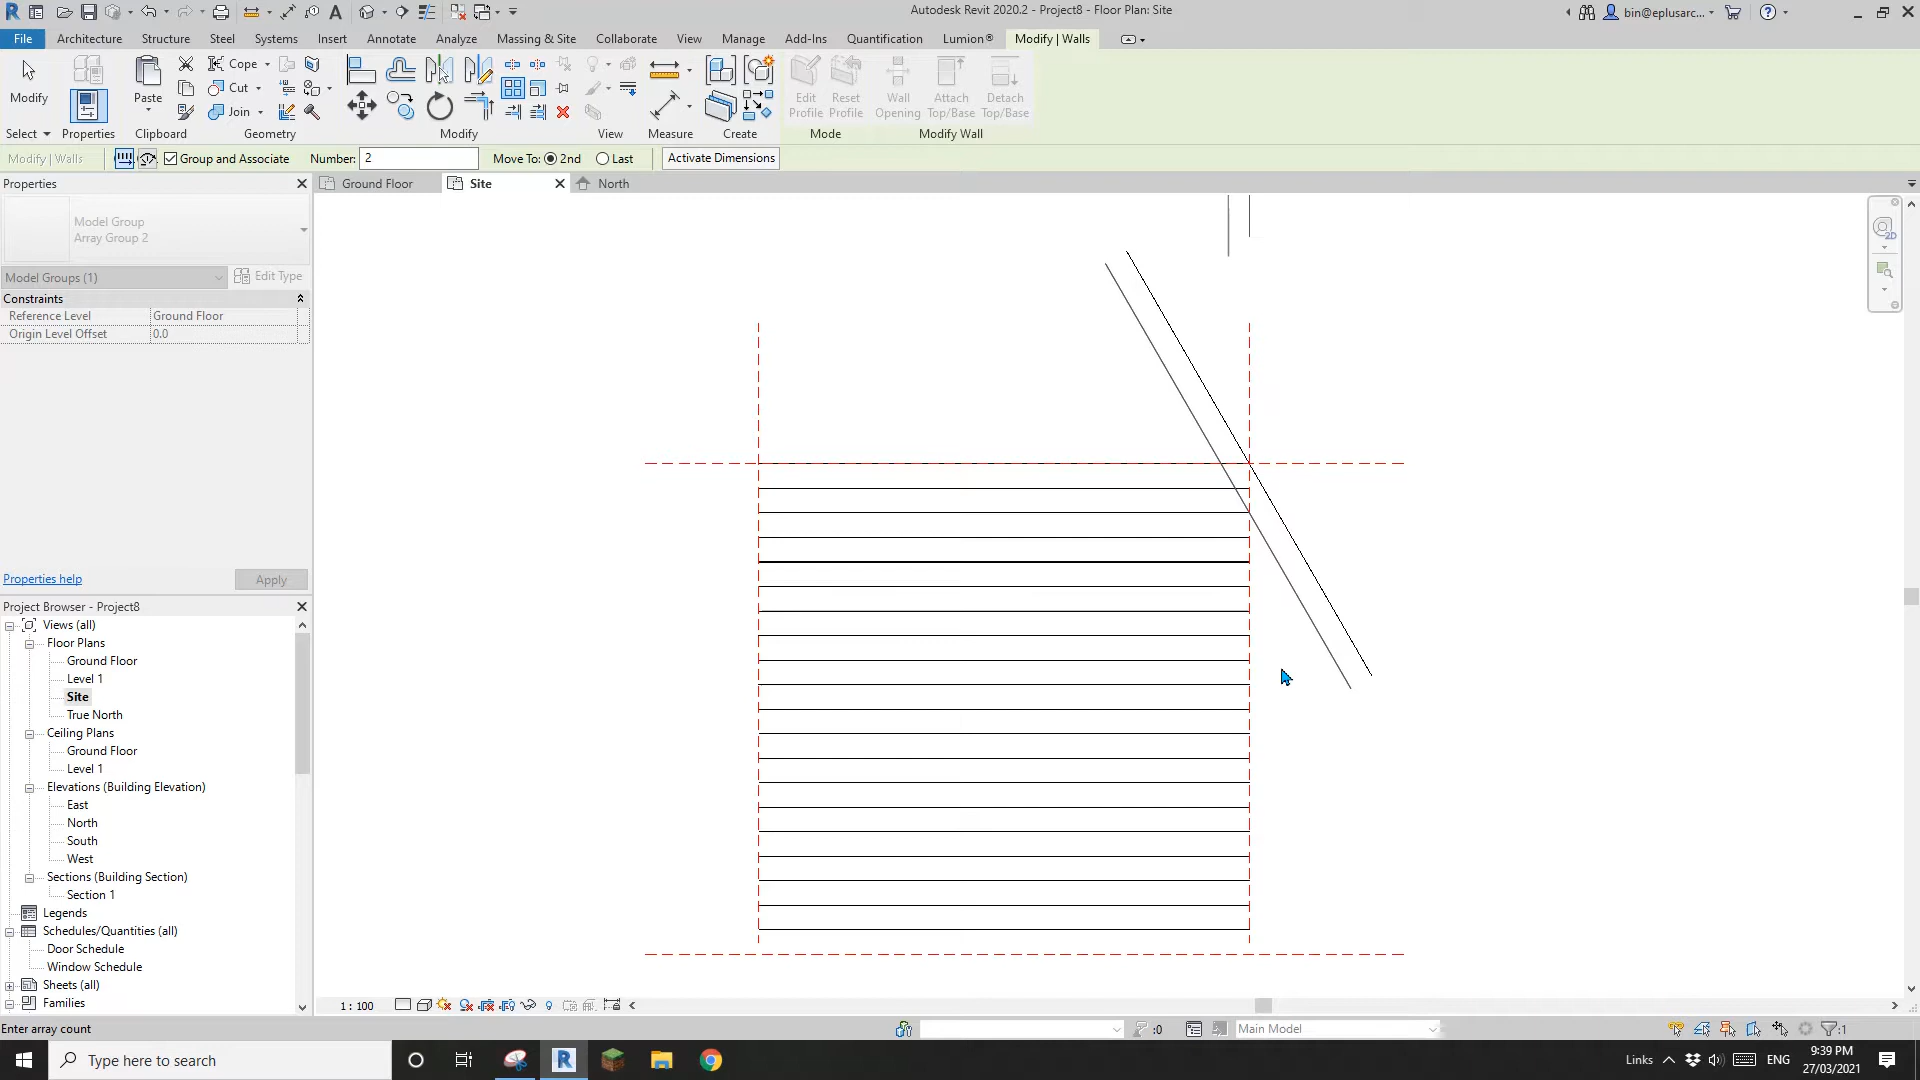 Autodesk Revit 2020.2 - Project8 - Floor Plan: Site
bin@eplusarc...
File Architecture Structure Steel Systems Insert Annotate Analyze Massing & Site Collaborate View Manage Add-Ins Quantification Lumion® Modify | Walls
Modify
Paste
Cope
Cut
Join
Edit Profile
Reset Profile
Wall Opening
Attach Top/Base
Detach Top/Base
Select Properties Clipboard Geometry Modify View Measure Create Mode Modify Wall
Modify | Walls Group and Associate Number: 2 Move To: 2nd Last Activate Dimensions
Properties
Ground Floor Site North
Model Group
Array Group 2
Model Groups (1) Edit Type
Constraints
Reference Level Ground Floor
Origin Level Offset 0.0
2D
Properties help Apply
Project Browser - Project8
Views (all)
Floor Plans
Ground Floor
Level 1
Site
True North
Ceiling Plans
Ground Floor
Level 1
Elevations (Building Elevation)
East
North
South
West
Sections (Building Section)
Section 1
Legends
Schedules/Quantities (all)
Door Schedule
Window Schedule
Sheets (all)
Families
1 : 100
Enter array count
:0
Main Model
:1
Type here to search
Links
ENG
9:39 PM
27/03/2021